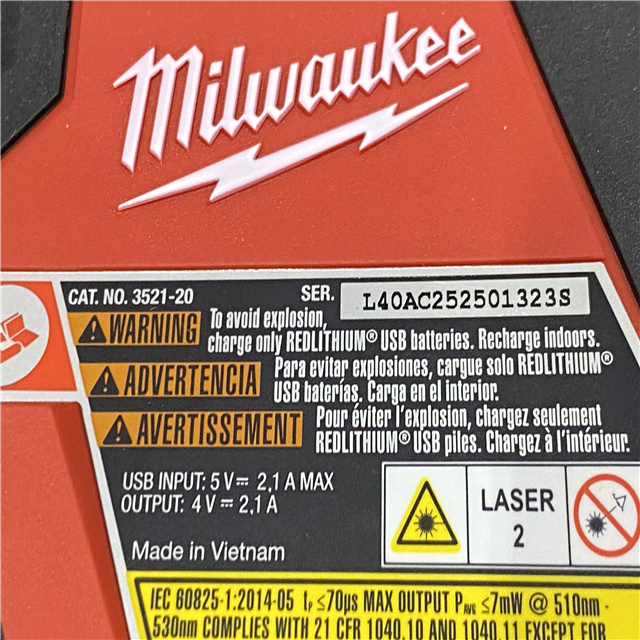 Milwaukee
CAT. NO. 3521-20 SER. L40AC252501323S
WARNING To avoid explosion,
charge only REDLITHIUM® USB batteries. Recharge indoors.
ADVERTENCIA Para evitar explosiones, cargue solo REDLITHIUM®
USB baterías. Carga en el interior.
AVERTISSEMENT Pour éviter l'explosion, chargez seulement
REDLITHIUM® USB piles. Chargez à l'intérieur.
USB INPUT: 5 V⎓ 2,1 A MAX
OUTPUT: 4 V⎓ 2,1 A
LASER
2
Made in Vietnam
IEC 60825-1:2014-05 tp ≤70µs MAX OUTPUT PAVG ≤7mW @ 510nm -
530nm COMPLIES WITH 21 CFR 1040.10 AND 1040.11 EXCEPT FOR